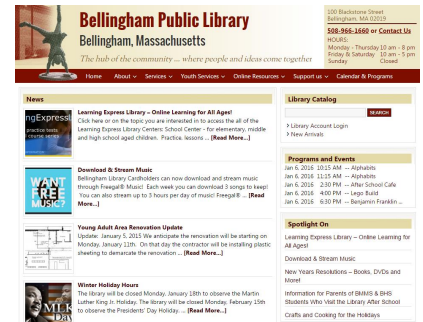 Bellingham Public Library
Bellingham, Massachusetts
The hub of the community ... where people and ideas come together
100 Blackstone Street
Bellingham, MA 02019
508-966-1660 or Contact Us
HOURS:
Monday - Thursday 10 am - 8 pm
Friday & Saturday 10 am - 5 pm
Sunday Closed
Home About Services Youth Services Online Resources Support us Calendar & Programs
News
ngExpress
practice tests
course series
Learning Express Library – Online Learning for All Ages!
Click here or on the topic you are interested in to access the all of the
Learning Express Library Centers: School Center - for elementary, middle
and high school aged children. Practice, lessons ... [Read More...]
WANT
FREE
MUSIC?
Download & Stream Music
Bellingham Library Cardholders can now download and stream music
through Freegal® Music! Each week you can download 3 songs to keep!
You can also stream up to 3 hours per day of music! Freegal® ... [Read
More...]
Young Adult Area Renovation Update
Update: January 5, 2015 We anticipate the renovation will be starting on
Monday, January 11th. On that day the contractor will be installing plastic
sheeting to demarcate the renovation ... [Read More...]
MLK
Winter Holiday Hours
The library will be closed Monday, January 18th to observe the Martin
Luther King Jr. Holiday. The library will be closed Monday, February 15th
to observe the Presidents' Day Holiday. ... [Read More...]
Library Catalog
SEARCH
> Library Account Login
> New Arrivals
Programs and Events
Jan 6, 2016 10:15 AM -- Alphabits
Jan 6, 2016 11:15 AM -- Alphabits
Jan 6, 2016 2:30 PM -- After School Cafe
Jan 6, 2016 4:00 PM -- Lego Build
Jan 6, 2016 6:30 PM -- Benjamin Franklin ...
Spotlight On
Learning Express Library – Online Learning for
All Ages!
Download & Stream Music
New Years Resolutions – Books, DVDs and
More!
Information for Parents of BMMS & BHS
Students Who Visit the Library After School
Crafts and Cooking for the Holidays